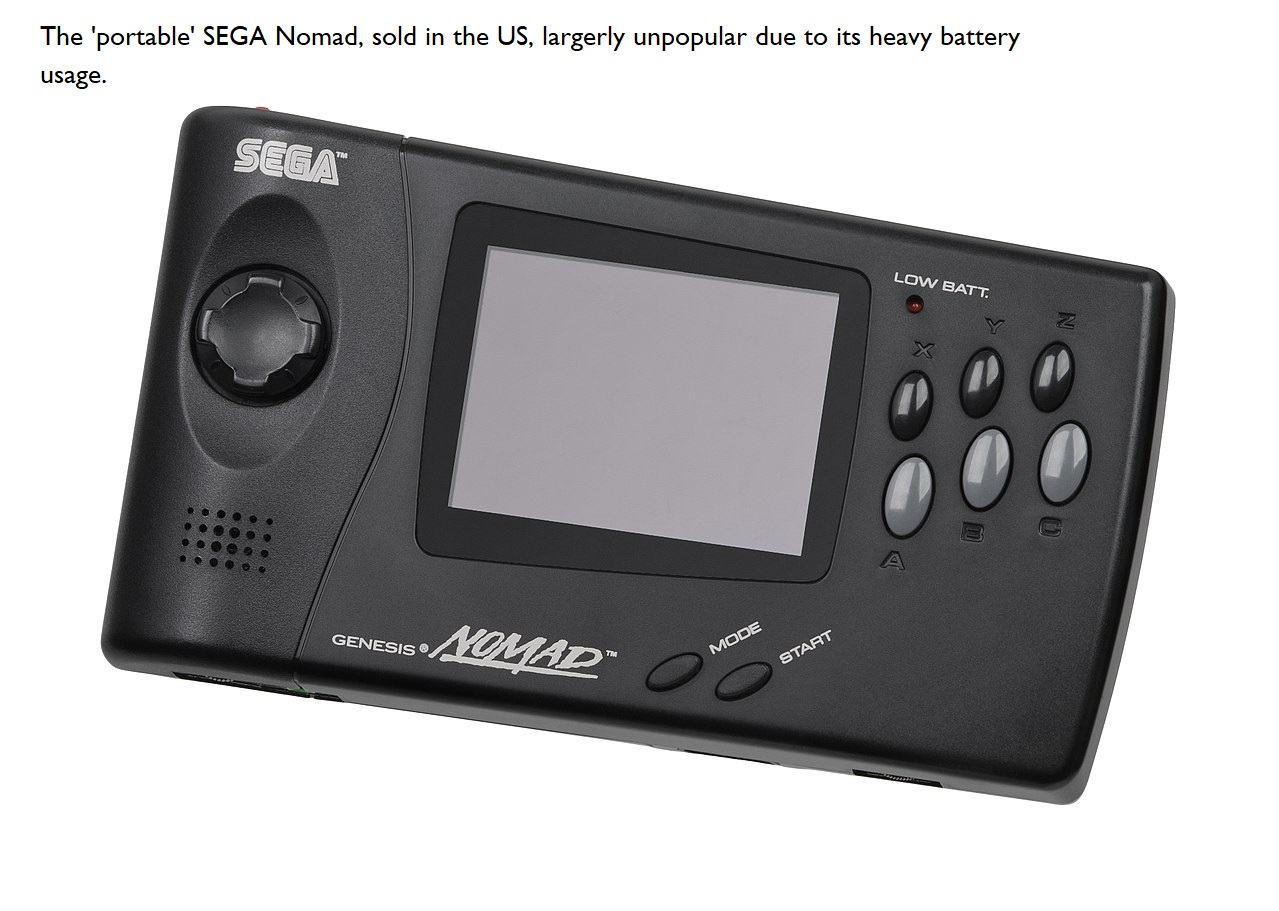 The 'portable' SEGA Nomad, sold in the US, largerly unpopular due to its heavy battery
usage.
SEGA™
LOW BATT.
X Y Z
A B C
GENESIS® NOMAD™
MODE START